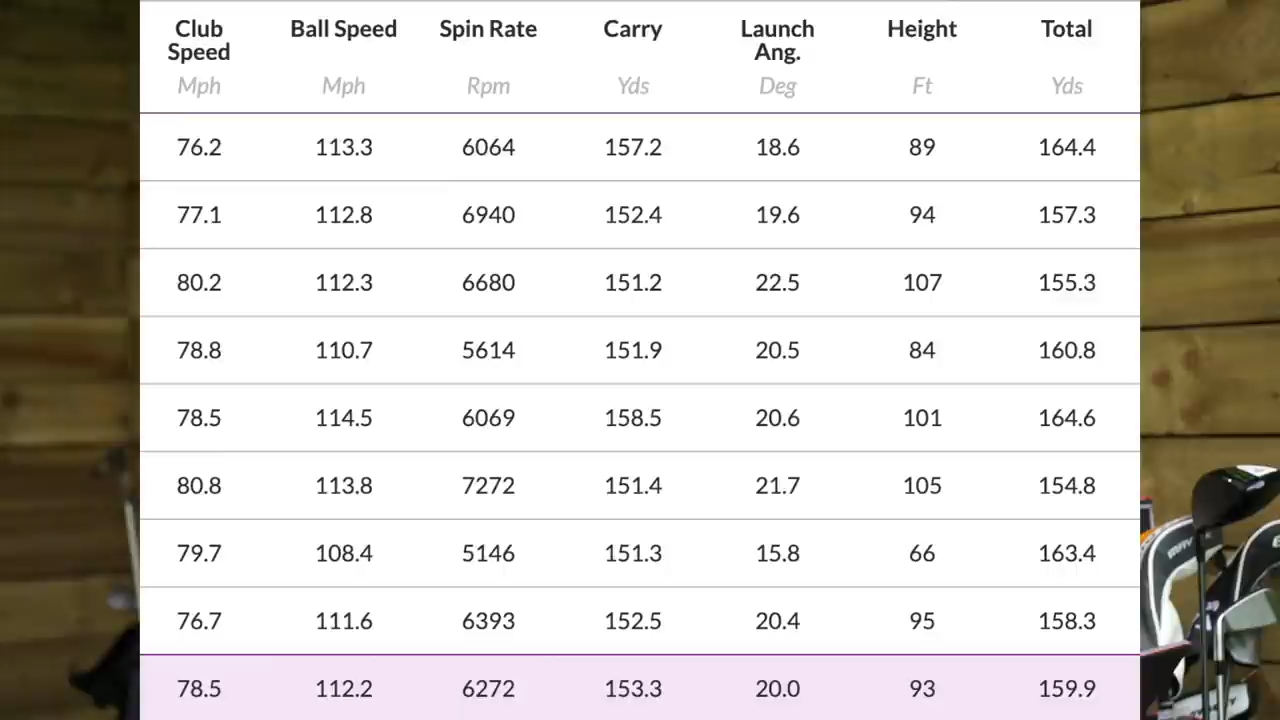 Club Speed Ball Speed Spin Rate Carry Launch Ang. Height Total
Mph Mph Rpm Yds Deg Ft Yds
76.2 113.3 6064 157.2 18.6 89 164.4
77.1 112.8 6940 152.4 19.6 94 157.3
80.2 112.3 6680 151.2 22.5 107 155.3
78.8 110.7 5614 151.9 20.5 84 160.8
78.5 114.5 6069 158.5 20.6 101 164.6
80.8 113.8 7272 151.4 21.7 105 154.8
79.7 108.4 5146 151.3 15.8 66 163.4
76.7 111.6 6393 152.5 20.4 95 158.3
78.5 112.2 6272 153.3 20.0 93 159.9